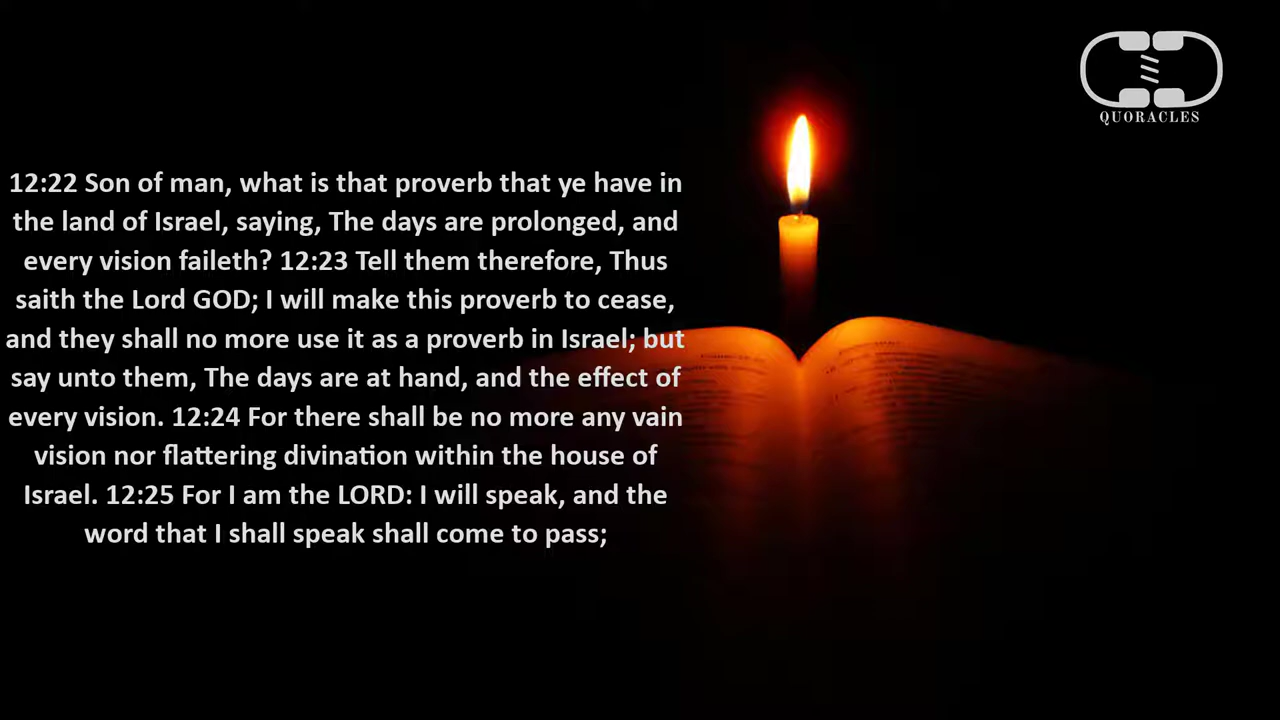 QUORACLES
12:22 Son of man, what is that proverb that ye have in
the land of Israel, saying, The days are prolonged, and
every vision faileth? 12:23 Tell them therefore, Thus
saith the Lord GOD; I will make this proverb to cease,
and they shall no more use it as a proverb in Israel; but
say unto them, The days are at hand, and the effect of
every vision. 12:24 For there shall be no more any vain
vision nor flattering divination within the house of
Israel. 12:25 For I am the LORD: I will speak, and the
word that I shall speak shall come to pass;